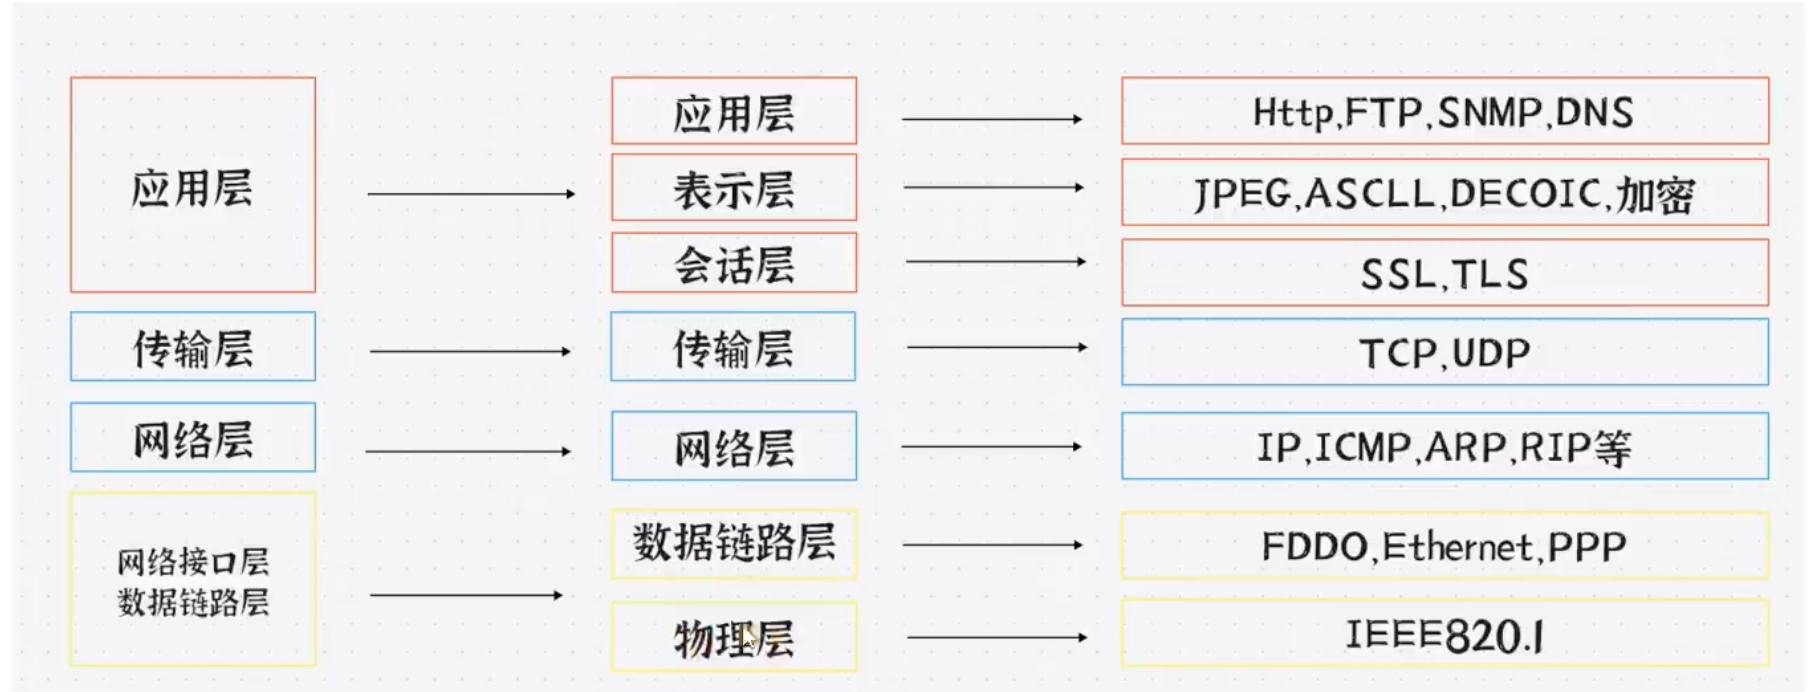 应用层
传输层
网络层
网络接口层
数据链路层
应用层
表示层
会话层
传输层
网络层
数据链路层
物理层
Http,FTP,SNMP,DNS
JPEG,ASCLL,DECOIC,加密
SSL,TLS
TCP,UDP
IP,ICMP,ARP,RIP等
FDDO,Ethernet,PPP
IEEE820.1